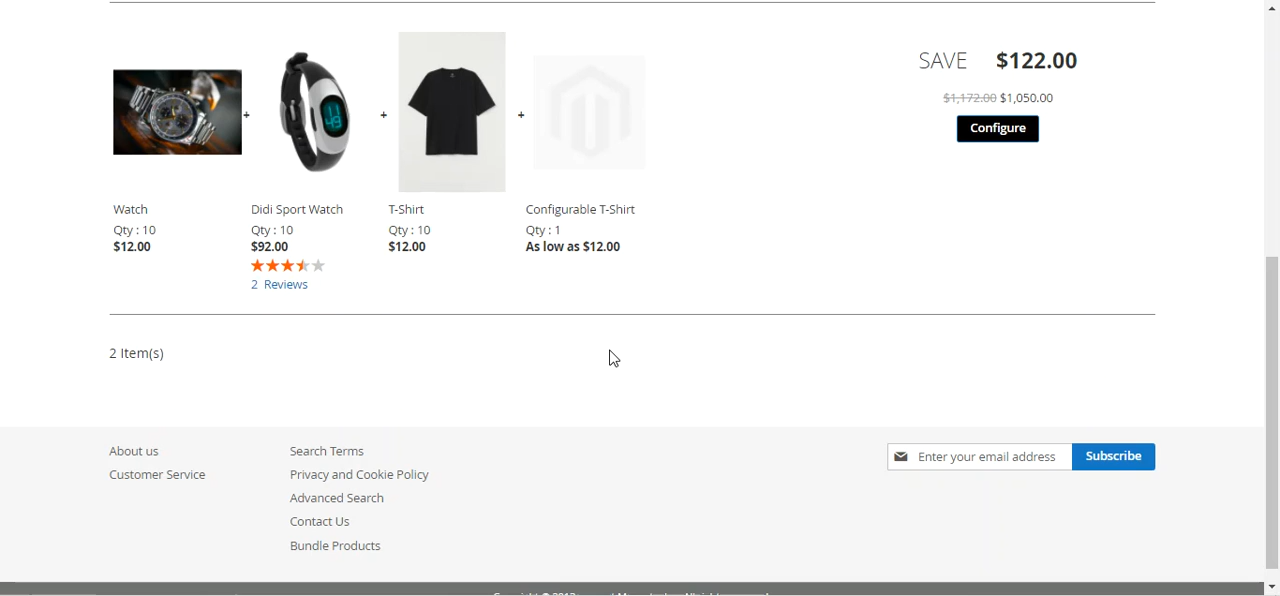 SAVE $122.00
$1,172.00 $1,050.00
Configure
+ + +
Watch
Qty : 10
$12.00
Didi Sport Watch
Qty : 10
$92.00
2 Reviews
T-Shirt
Qty : 10
$12.00
Configurable T-Shirt
Qty : 1
As low as $12.00
2 Item(s)
About us
Customer Service
Search Terms
Privacy and Cookie Policy
Advanced Search
Contact Us
Bundle Products
Enter your email address
Subscribe